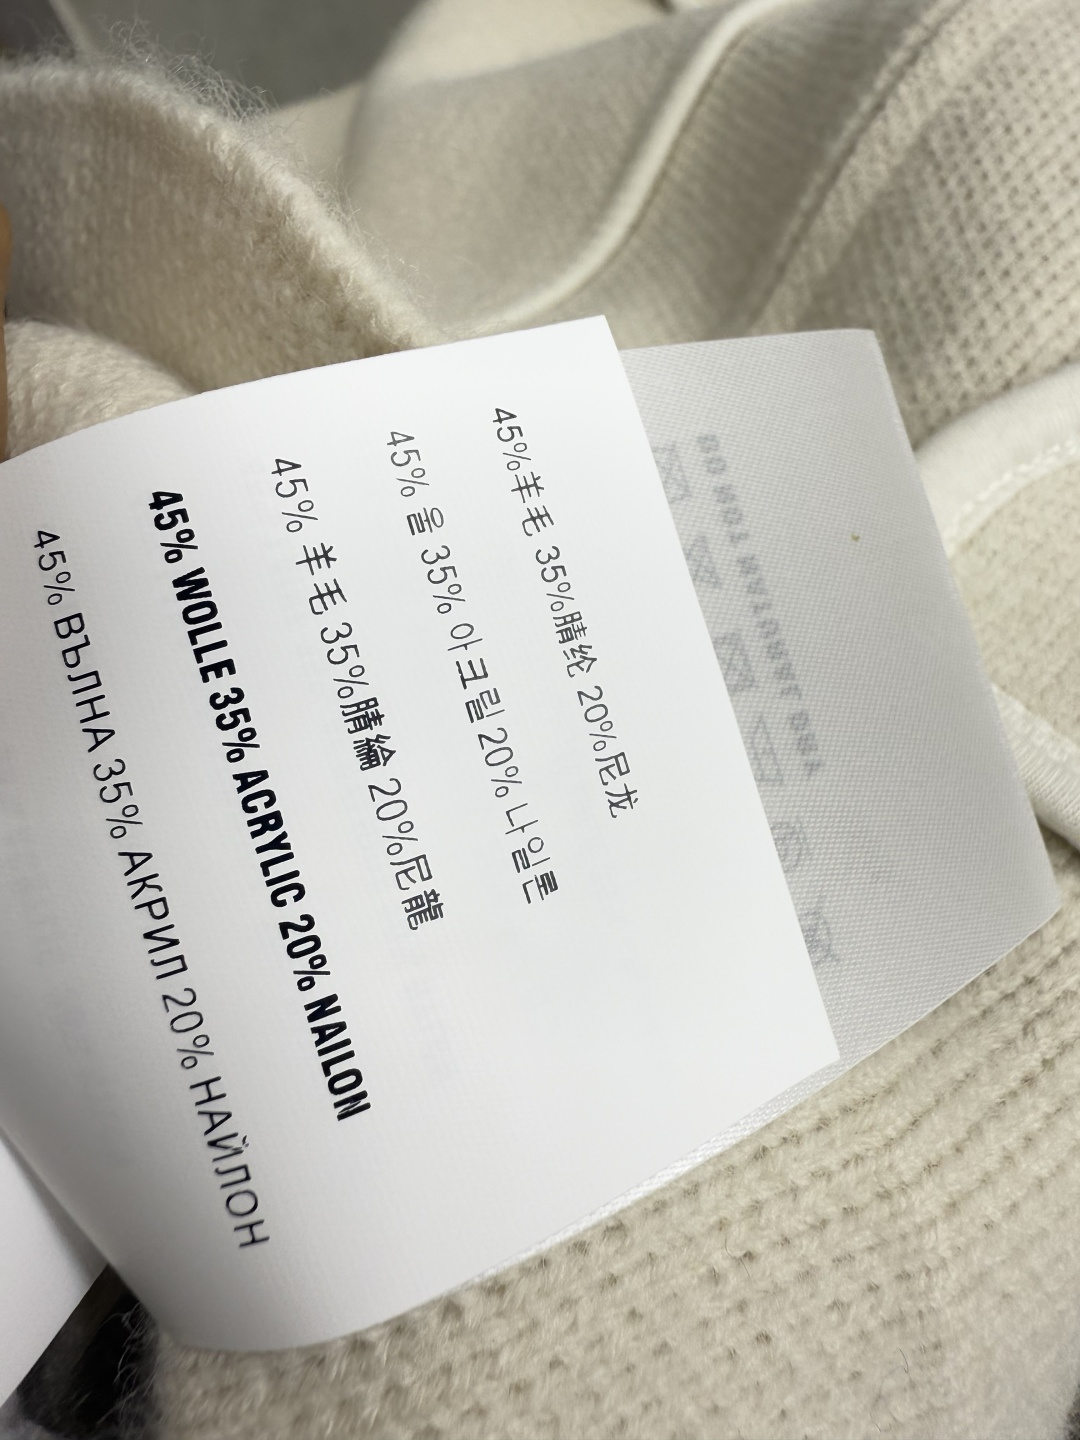 45%羊毛 35%腈纶 20%尼龙
45% 울 35% 아크릴 20% 나일론
45% 羊毛 35%腈綸 20%尼龍
45% WOLLE 35% ACRYLIC 20% NAILON
45% ВЪЛНА 35% АКРИЛ 20% НАЙЛОН